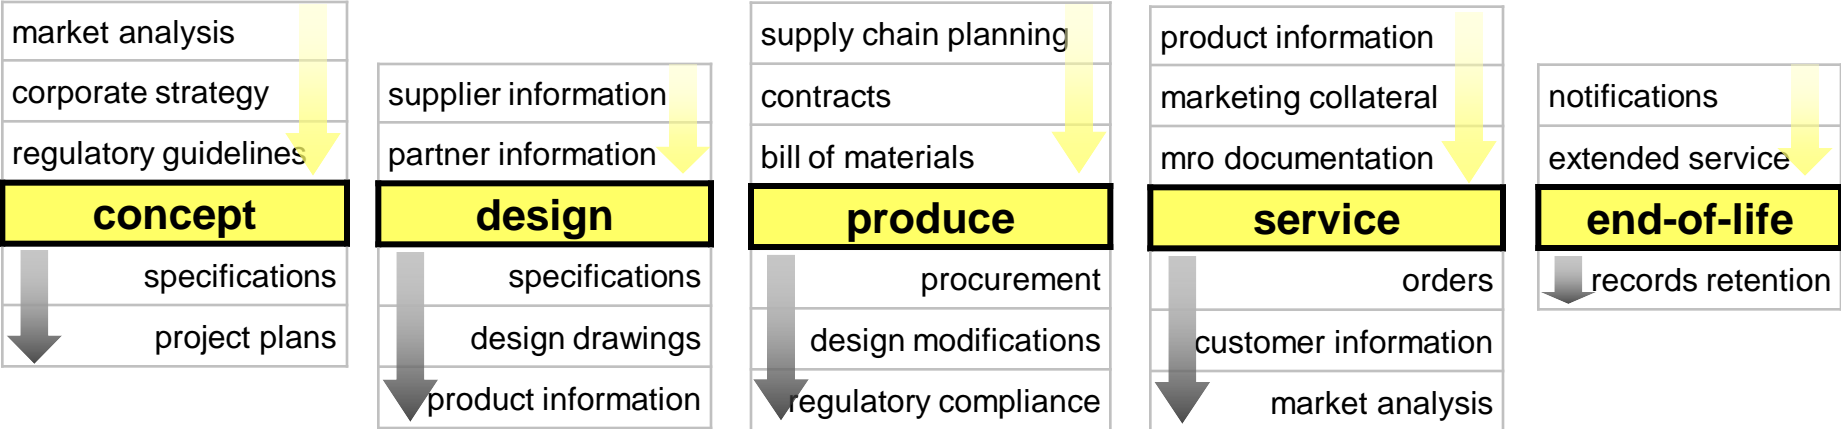 market analysis
corporate strategy
regulatory guidelines
concept
specifications
project plans
supplier information
partner information
design
specifications
design drawings
product information
supply chain planning
contracts
bill of materials
produce
procurement
design modifications
regulatory compliance
product information
marketing collateral
mro documentation
service
orders
customer information
market analysis
notifications
extended service
end-of-life
records retention